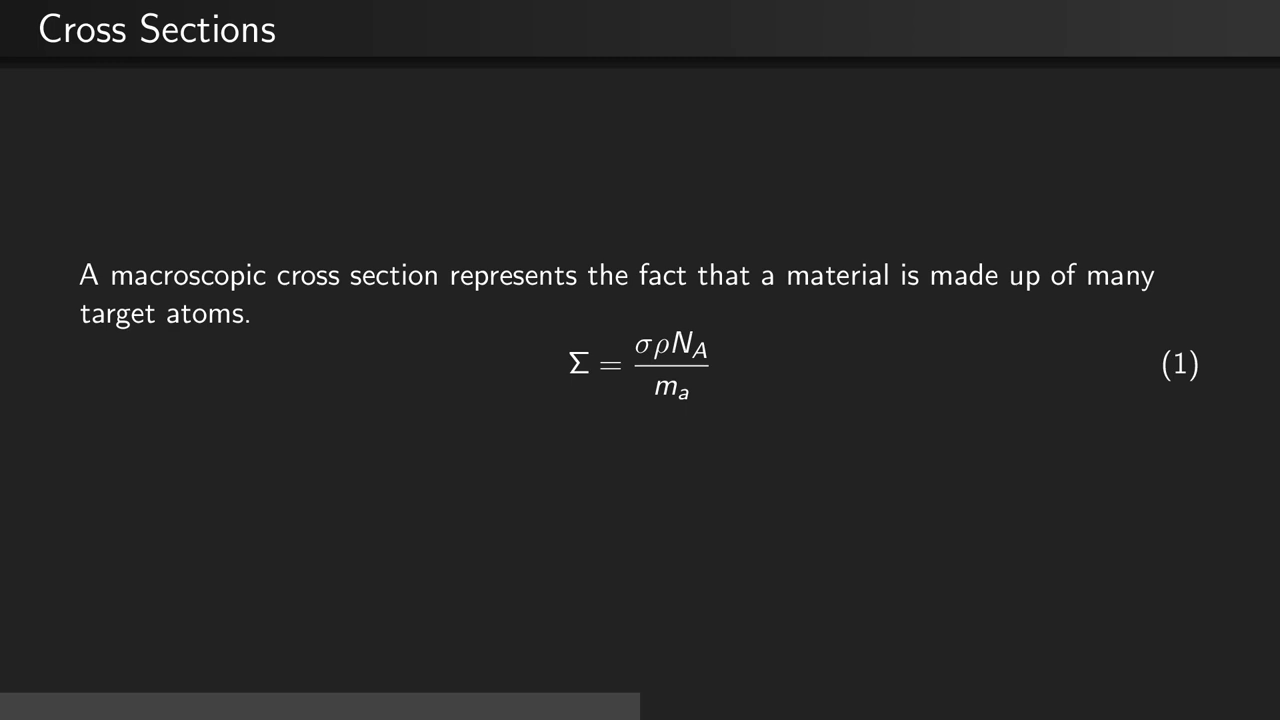 Cross Sections
A macroscopic cross section represents the fact that a material is made up of many
target atoms.
Σ = σρN_A / m_a (1)